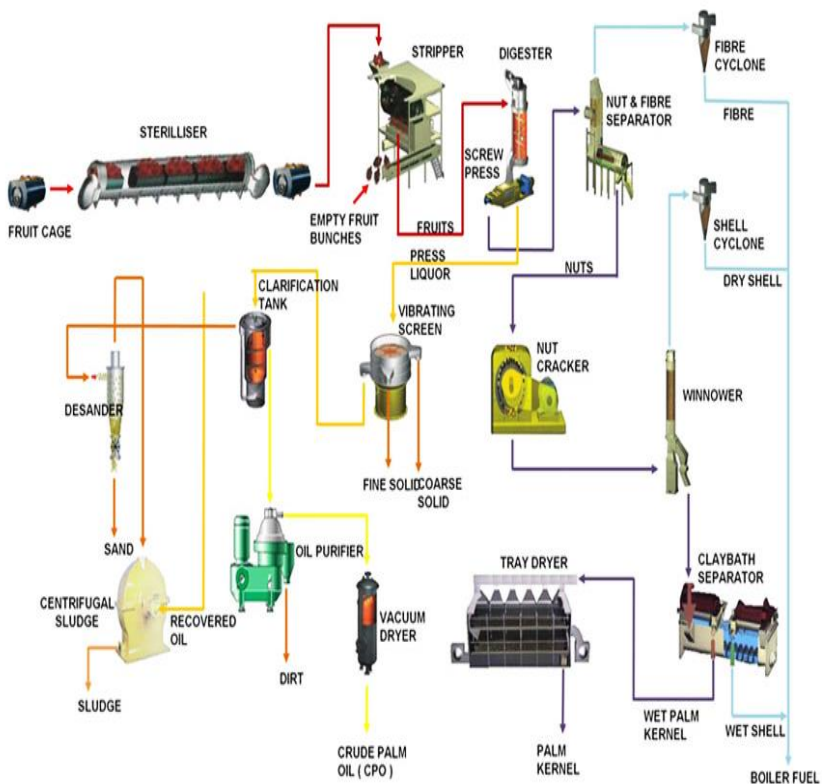 FIBRE
CYCLONE
FIBRE
STRIPPER
DIGESTER
NUT & FIBRE
SEPARATOR
STERILLISER
SCREW
PRESS
FRUIT CAGE
EMPTY FRUIT
BUNCHES
FRUITS
PRESS
LIQUOR
NUTS
SHELL
CYCLONE
DRY SHELL
CLARIFICATION
TANK
VIBRATING
SCREEN
NUT
CRACKER
WINNOWER
DESANDER
FINE SOLID
COARSE
SOLID
SAND
OIL PURIFIER
TRAY DRYER
CLAYBATH
SEPARATOR
CENTRIFUGAL
SLUDGE
RECOVERED
OIL
VACUUM
DRYER
DIRT
SLUDGE
WET PALM
KERNEL
WET SHELL
CRUDE PALM
OIL ( CPO )
PALM
KERNEL
BOILER FUEL